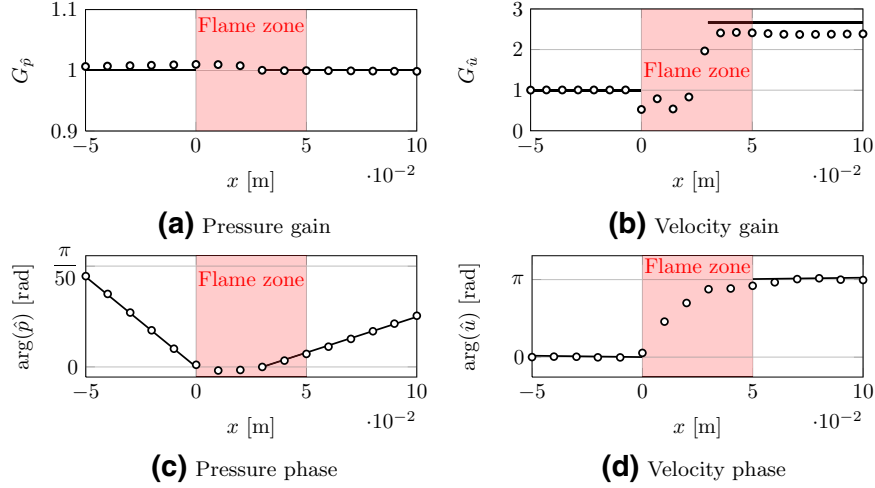 1.1
1
0.9
G_p̂
Flame zone
−5 0 5 10
x [m] ·10⁻²
(a) Pressure gain
3
2
1
0
G_û
Flame zone
−5 0 5 10
x [m] ·10⁻²
(b) Velocity gain
π/50
0
arg(p̂) [rad]
Flame zone
−5 0 5 10
x [m] ·10⁻²
(c) Pressure phase
π
0
arg(û) [rad]
Flame zone
−5 0 5 10
x [m] ·10⁻²
(d) Velocity phase